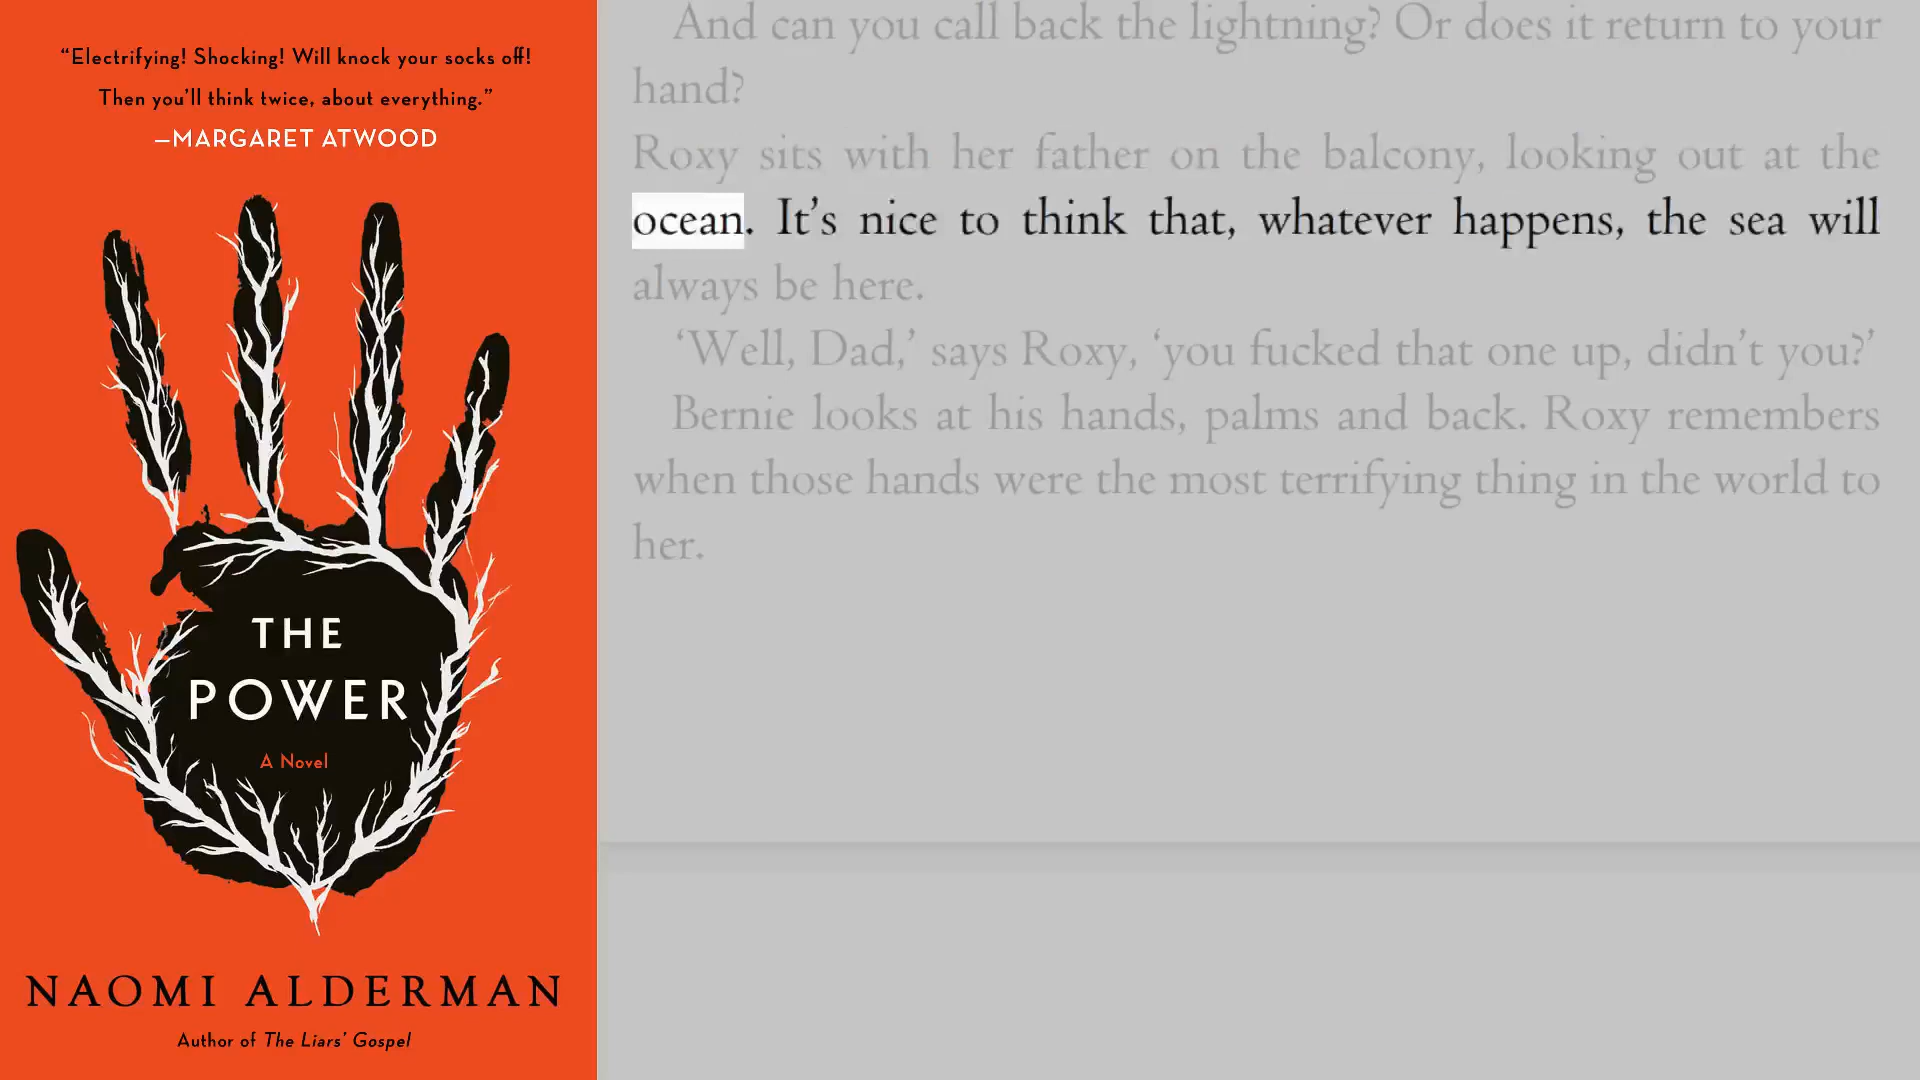 “Electrifying! Shocking! Will knock your socks off!
Then you’ll think twice, about everything.”
—MARGARET ATWOOD
THE
POWER
A Novel
NAOMI ALDERMAN
Author of The Liars’ Gospel
And can you call back the lightning? Or does it return to your
hand?
Roxy sits with her father on the balcony, looking out at the
ocean. It’s nice to think that, whatever happens, the sea will
always be here.
‘Well, Dad,’ says Roxy, ‘you fucked that one up, didn’t you?’
Bernie looks at his hands, palms and back. Roxy remembers
when those hands were the most terrifying thing in the world to
her.